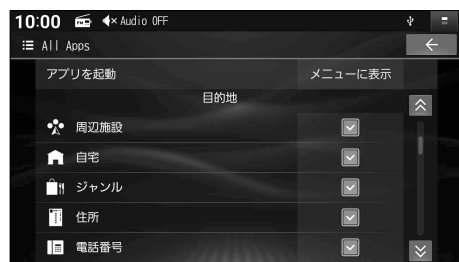 10:00 FM Audio OFF
All Apps
アプリを起動 メニューに表示
目的地
周辺施設
自宅
ジャンル
住所
電話番号